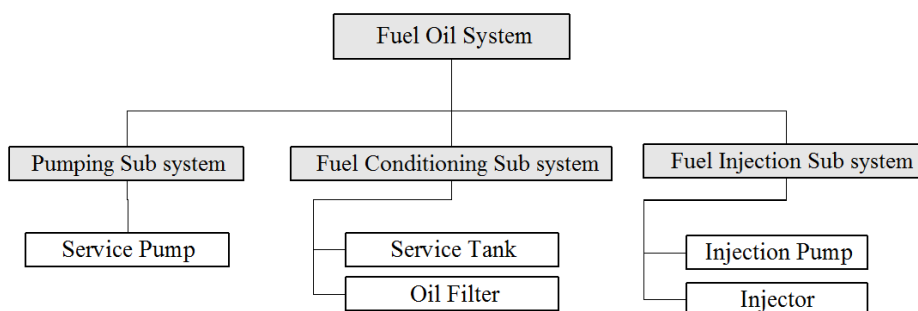 Fuel Oil System
Pumping Sub system
Fuel Conditioning Sub system
Fuel Injection Sub system
Service Pump
Service Tank
Injection Pump
Oil Filter
Injector